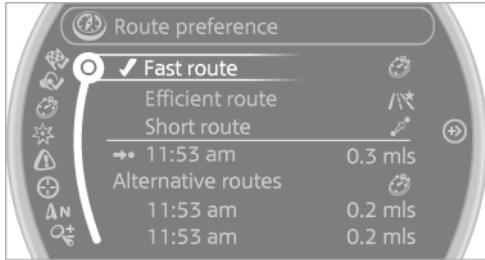 Route preference
Fast route
Efficient route
Short route
11:53 am 0.3 mls
Alternative routes
11:53 am 0.2 mls
11:53 am 0.2 mls
N